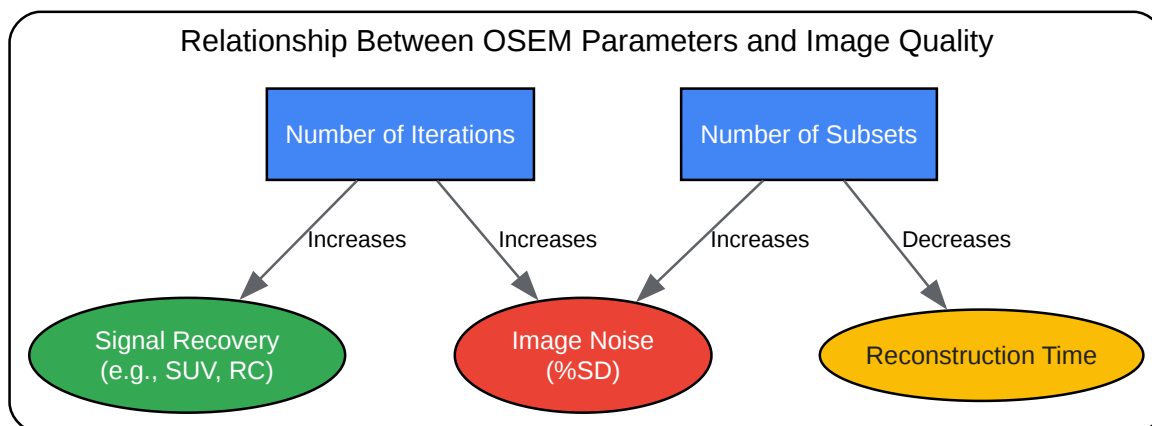 Relationship Between OSEM Parameters and Image Quality
Number of Iterations
Number of Subsets
Increases
Increases
Increases
Decreases
Signal Recovery
(e.g., SUV, RC)
Image Noise
(%SD)
Reconstruction Time